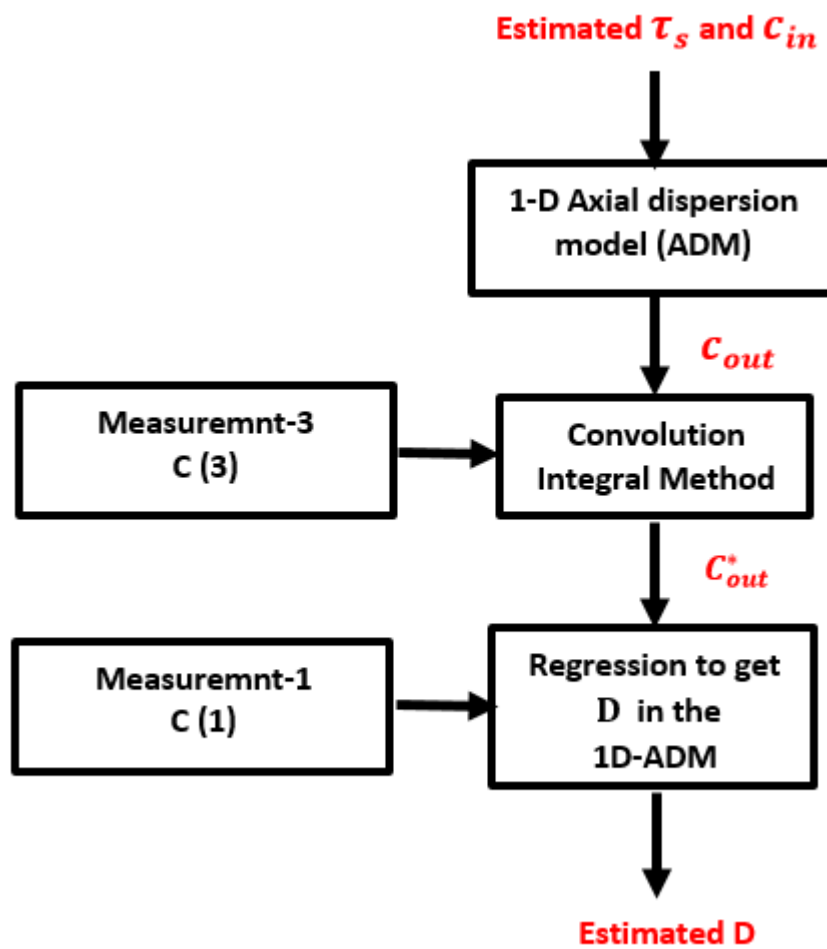 Estimated τₛ and Cᵢₙ
1-D Axial dispersion
model (ADM)
Cₒᵤₜ
Measuremnt-3
C (3)
Convolution
Integral Method
C*ₒᵤₜ
Measuremnt-1
C (1)
Regression to get
D in the
1D-ADM
Estimated D